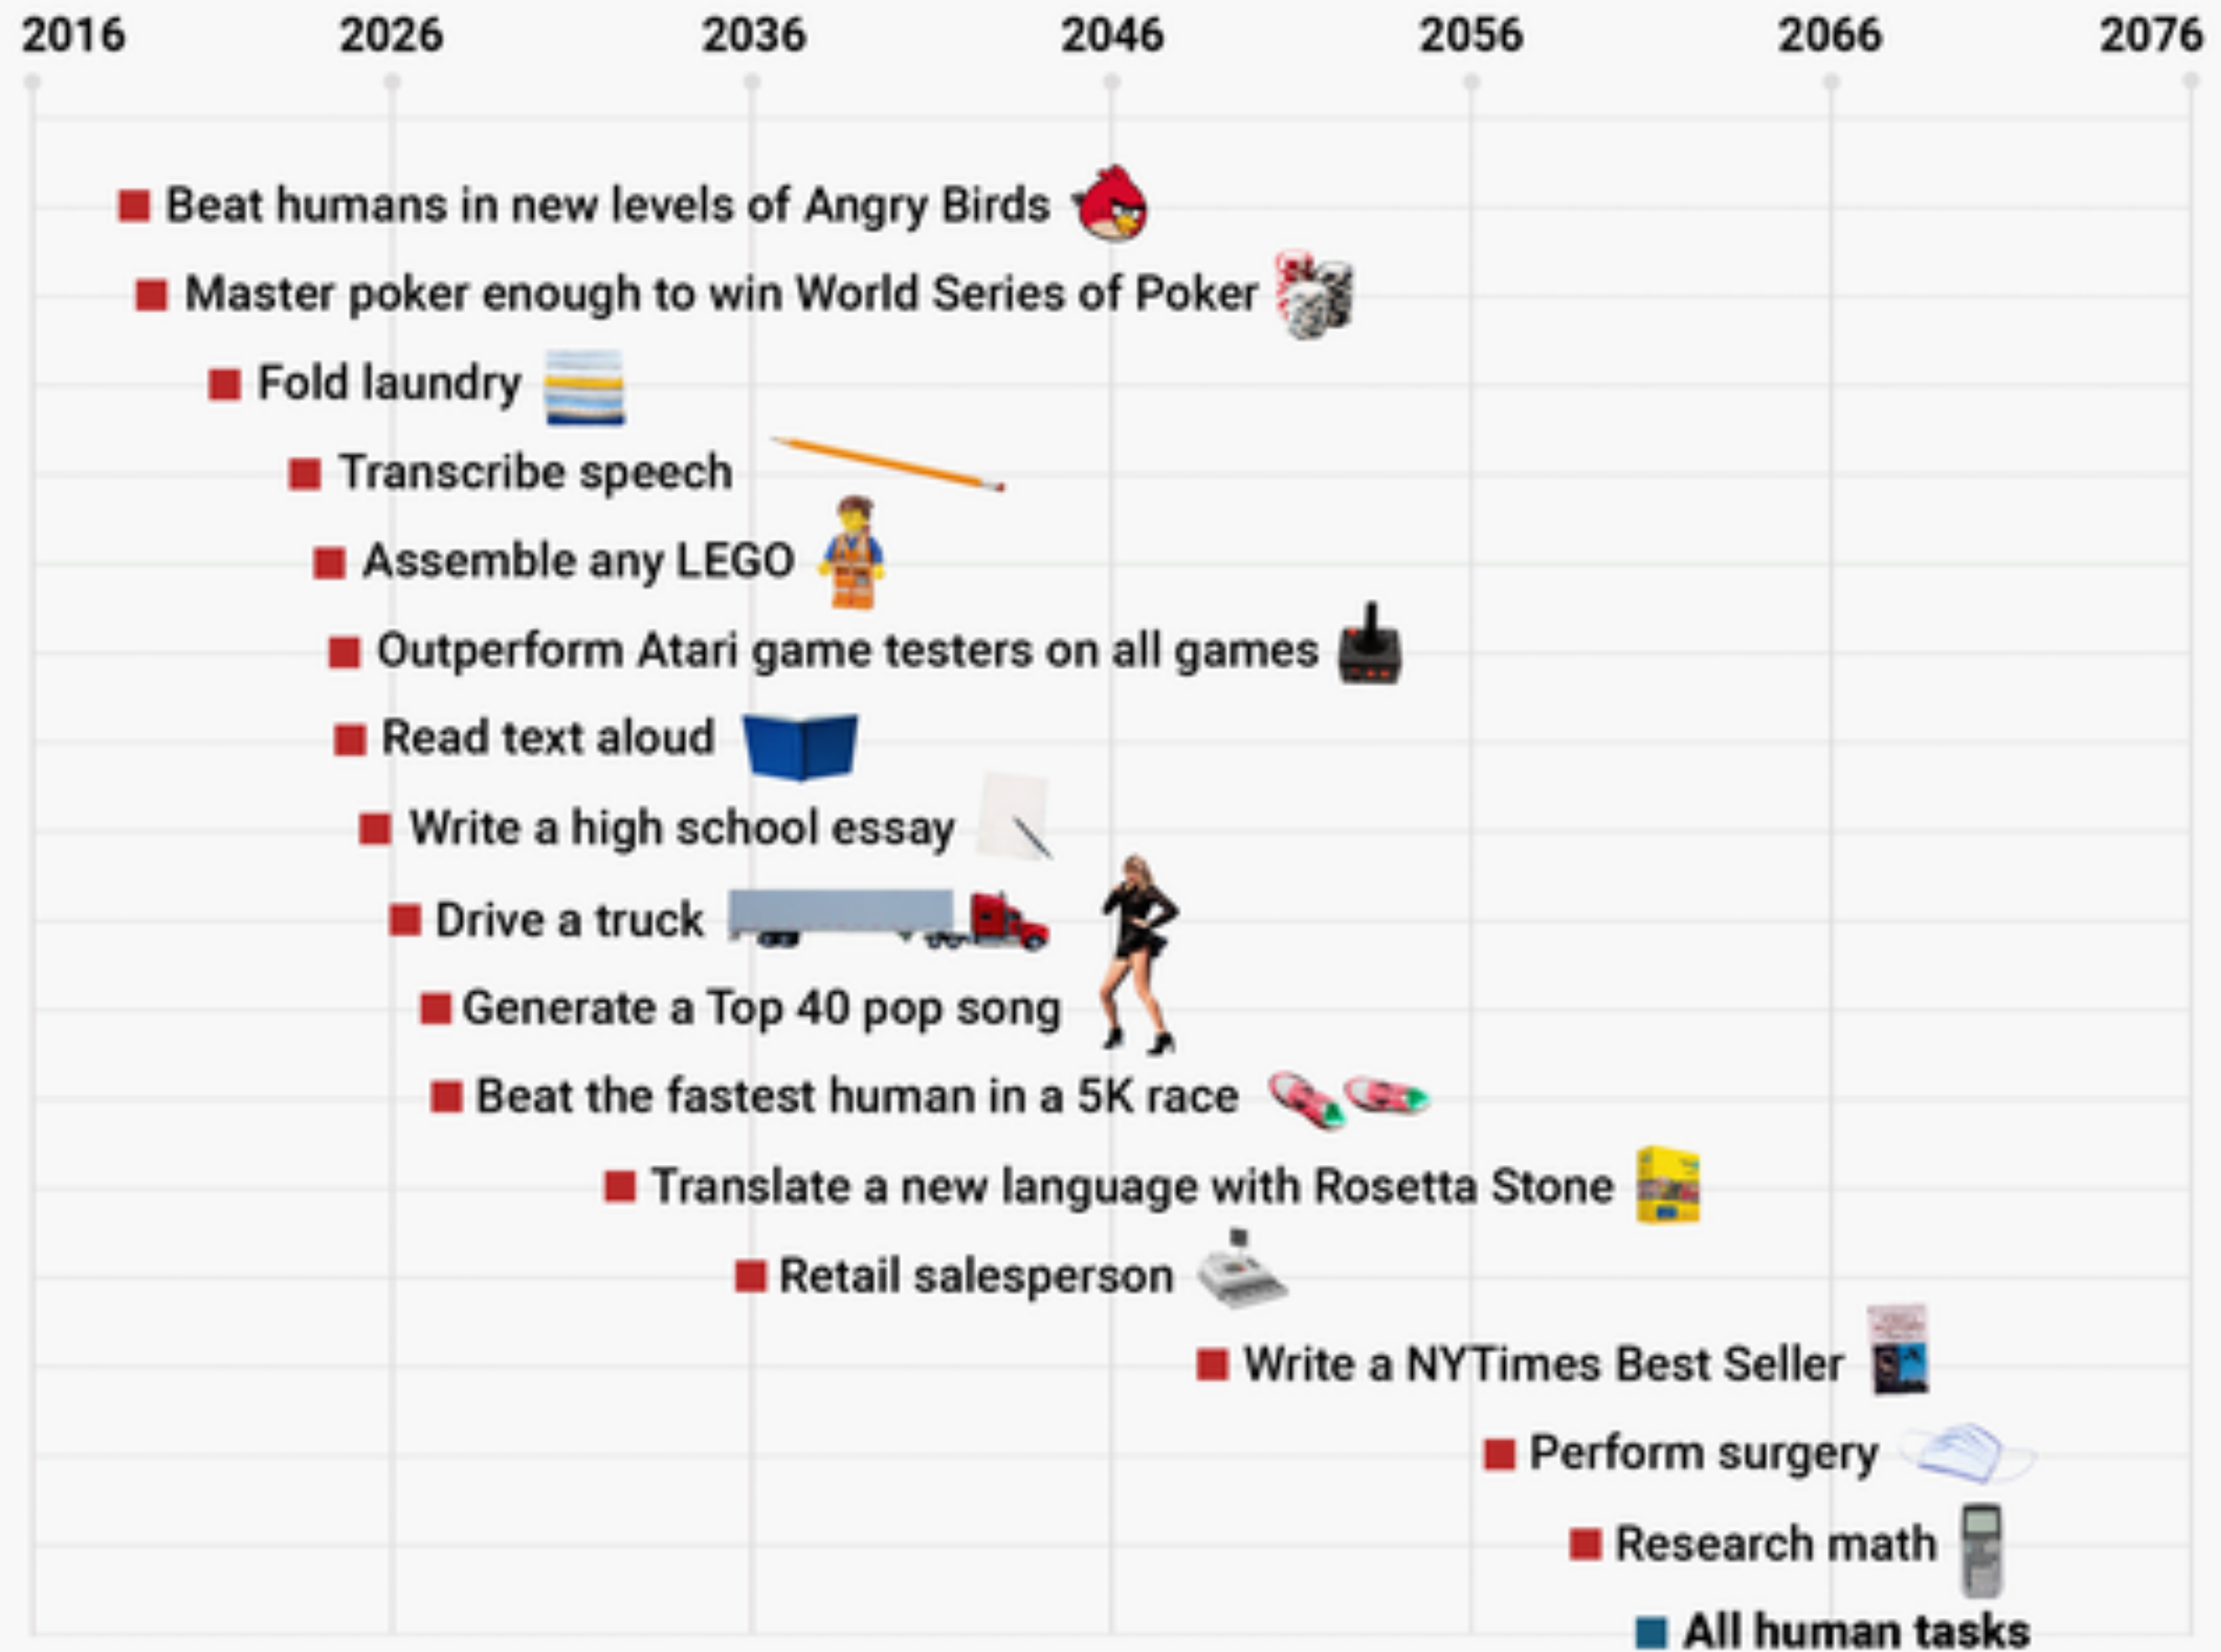 2016 2026 2036 2046 2056 2066 2076
Beat humans in new levels of Angry Birds
Master poker enough to win World Series of Poker
Fold laundry
Transcribe speech
Assemble any LEGO
Outperform Atari game testers on all games
Read text aloud
Write a high school essay
Drive a truck
Generate a Top 40 pop song
Beat the fastest human in a 5K race
Translate a new language with Rosetta Stone
Retail salesperson
Write a NYTimes Best Seller
Perform surgery
Research math
All human tasks